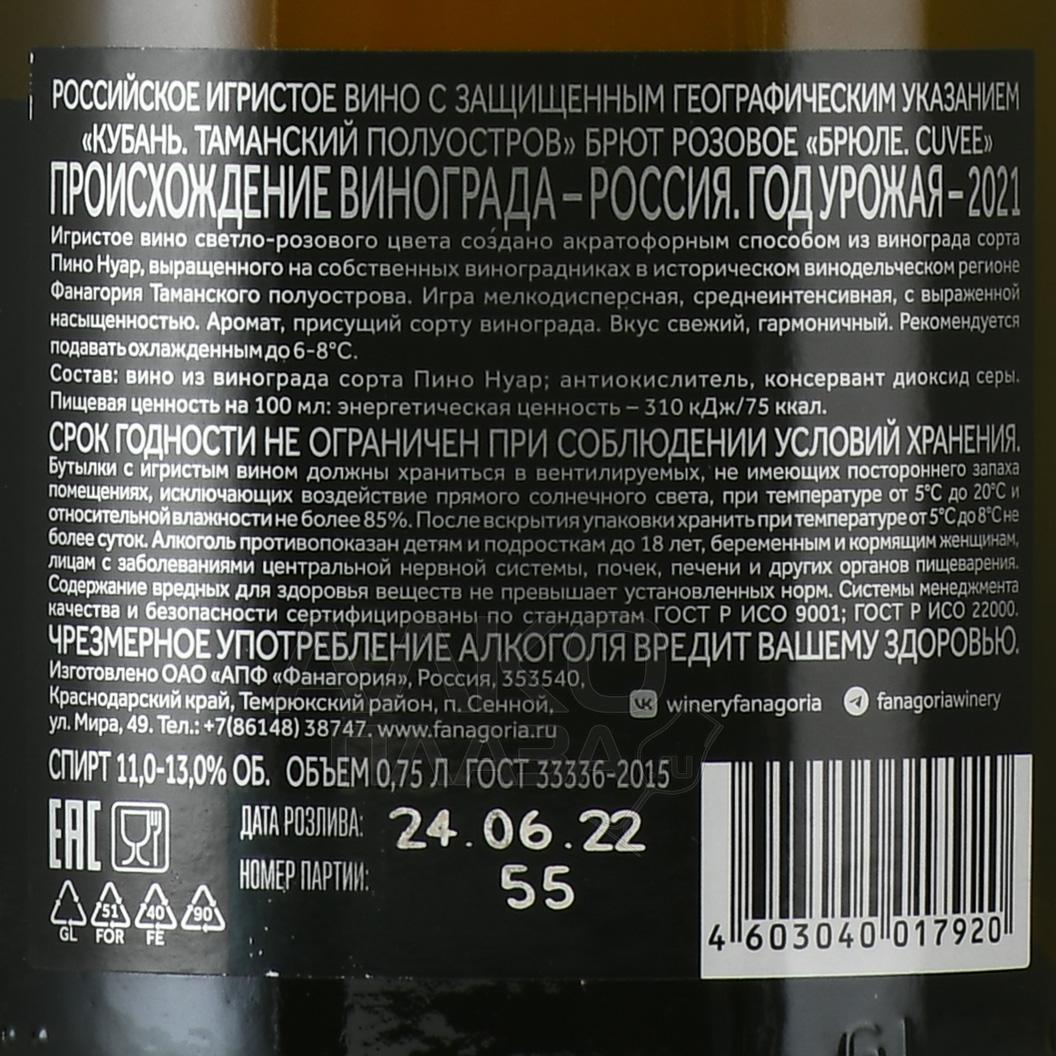 РОССИЙСКОЕ ИГРИСТОЕ ВИНО С ЗАЩИЩЕННЫМ ГЕОГРАФИЧЕСКИМ УКАЗАНИЕМ
«КУБАНЬ. ТАМАНСКИЙ ПОЛУОСТРОВ» БРЮТ РОЗОВОЕ «БРЮЛЕ. CUVEE»
ПРОИСХОЖДЕНИЕ ВИНОГРАДА – РОССИЯ. ГОД УРОЖАЯ – 2021
Игристое вино светло-розового цвета создано акратофорным способом из винограда сорта
Пино Нуар, выращенного на собственных виноградниках в историческом винодельческом регионе
Фанагория Таманского полуострова. Игра мелкодисперсная, среднеинтенсивная, с выраженной
насыщенностью. Аромат, присущий сорту винограда. Вкус свежий, гармоничный. Рекомендуется
подавать охлажденным до 6-8°С.
Состав: вино из винограда сорта Пино Нуар; антиокислитель, консервант диоксид серы.
Пищевая ценность на 100 мл: энергетическая ценность – 310 кДж/75 ккал.
СРОК ГОДНОСТИ НЕ ОГРАНИЧЕН ПРИ СОБЛЮДЕНИИ УСЛОВИЙ ХРАНЕНИЯ.
Бутылки с игристым вином должны храниться в вентилируемых, не имеющих постороннего запаха
помещениях, исключающих воздействие прямого солнечного света, при температуре от 5°С до 20°С и
относительной влажности не более 85%. После вскрытия упаковки хранить при температуре от 5°С до 8°С не
более суток. Алкоголь противопоказан детям и подросткам до 18 лет, беременным и кормящим женщинам,
лицам с заболеваниями центральной нервной системы, почек, печени и других органов пищеварения.
Содержание вредных для здоровья веществ не превышает установленных норм. Системы менеджмента
качества и безопасности сертифицированы по стандартам ГОСТ Р ИСО 9001; ГОСТ Р ИСО 22000.
ЧРЕЗМЕРНОЕ УПОТРЕБЛЕНИЕ АЛКОГОЛЯ ВРЕДИТ ВАШЕМУ ЗДОРОВЬЮ.
Изготовлено ОАО «АПФ «Фанагория», Россия, 353540,
Краснодарский край, Темрюкский район, п. Сенной,
ул. Мира, 49. Тел.: +7(86148) 38747. www.fanagoria.ru
wineryfanagoria
fanagoriawinery
СПИРТ 11,0-13,0% ОБ. ОБЪЕМ 0,75 Л. ГОСТ 33336-2015
EAC
ДАТА РОЗЛИВА: 24.06.22
НОМЕР ПАРТИИ: 55
51 40 90
GL FOR FE
4 603040 017920
АЛКО
ПЛАЗА.ru